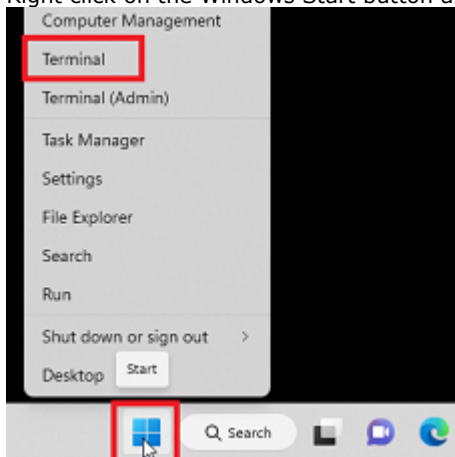 Right click on the Windows Start button a
Computer Management
Terminal
Terminal (Admin)
Task Manager
Settings
File Explorer
Search
Run
Shut down or sign out >
Desktop
Start
Search